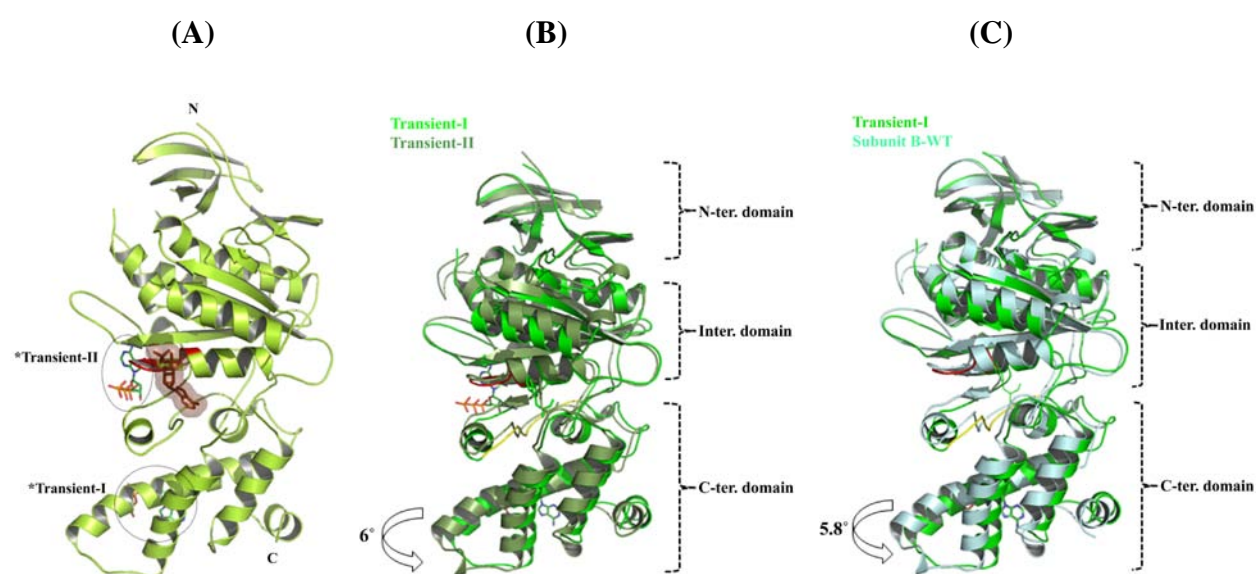 (A)
N
*Transient-II
*Transient-I
C
(B)
Transient-I
Transient-II
N-ter. domain
Inter. domain
C-ter. domain
6°
(C)
Transient-I
Subunit B-WT
N-ter. domain
Inter. domain
C-ter. domain
5.8°